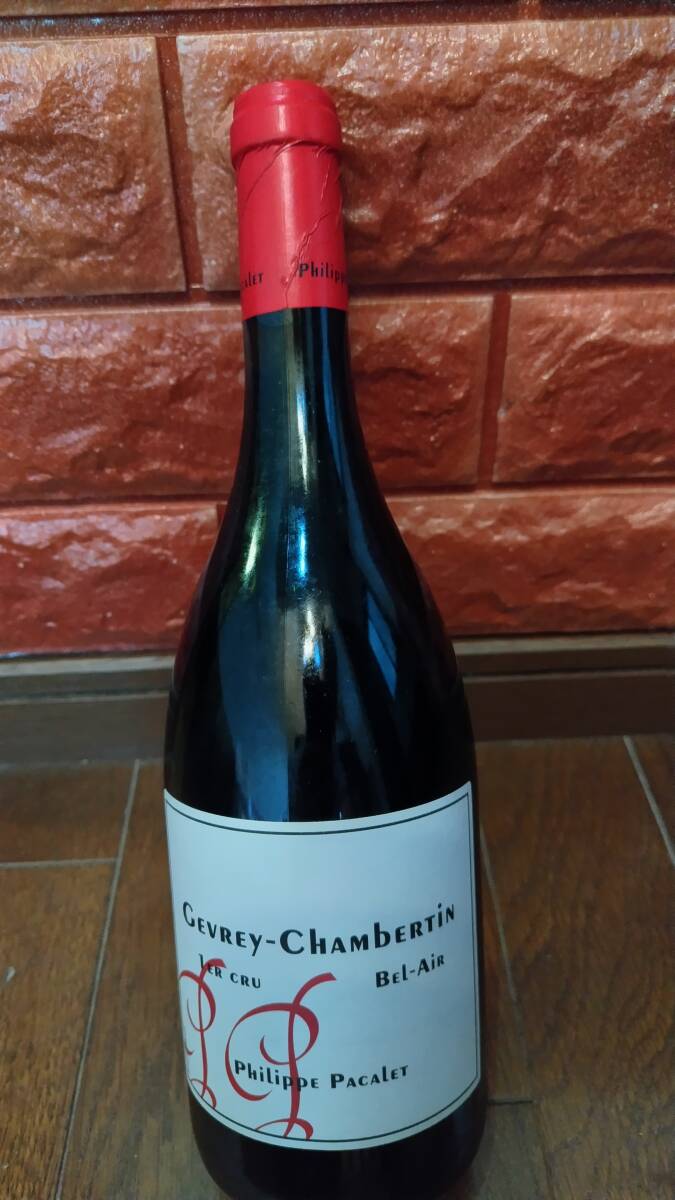 Philippe
Gevrey-Chambertin
1er cru Bel-Air
Philippe Pacalet